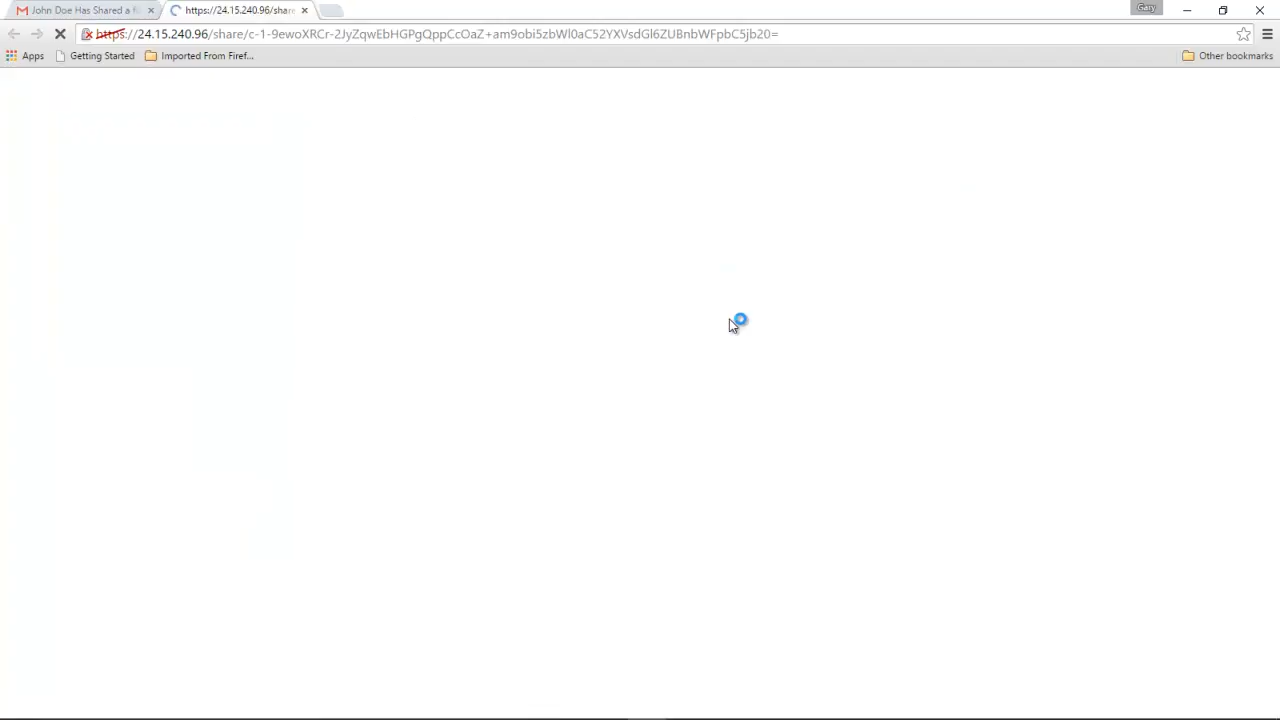 John Doe Has Shared a f
https://24.15.240.96/share
Gary
https://24.15.240.96/share/c-1-9ewoXRCr-2JyZqwEbHGPgQppCcOaZ+am9obi5zbWl0aC52YXVsdGl6ZUBnbWFpbC5jb20=
Apps
Getting Started
Imported From Firef...
Other bookmarks